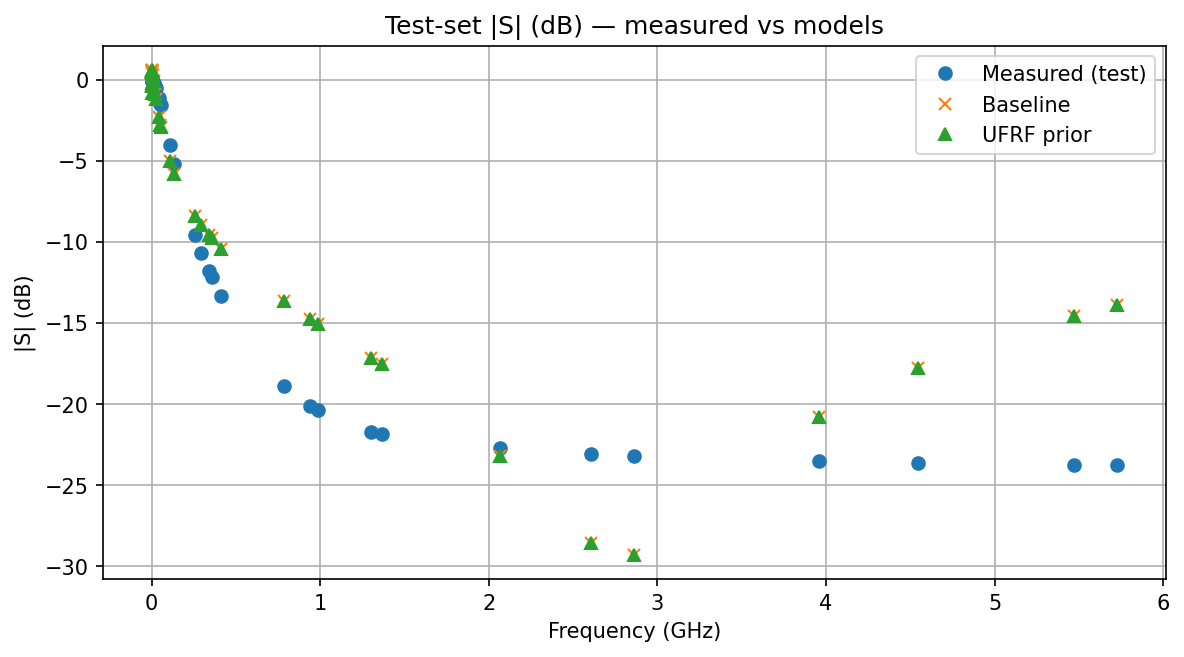 Test-set |S| (dB) — measured vs models
Measured (test)
Baseline
UFRF prior
0
−5
−10
−15
−20
−25
−30
|S| (dB)
0 1 2 3 4 5 6
Frequency (GHz)